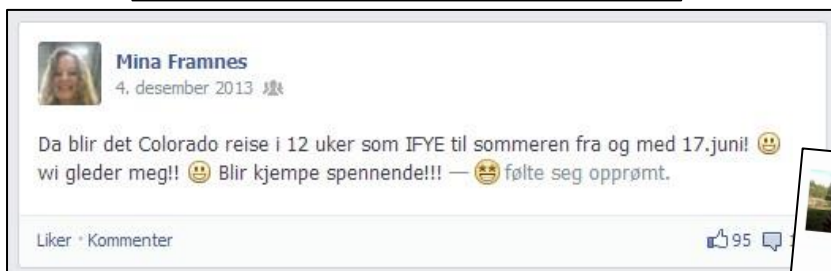 Mina Framnes
4. desember 2013
Da blir det Colorado reise i 12 uker som IFYE til sommeren fra og med 17.juni! 😃
wi gleder meg!! 😃 Blir kjempe spennende!!! — 😆 følte seg opprømt.
Liker · Kommenter 95